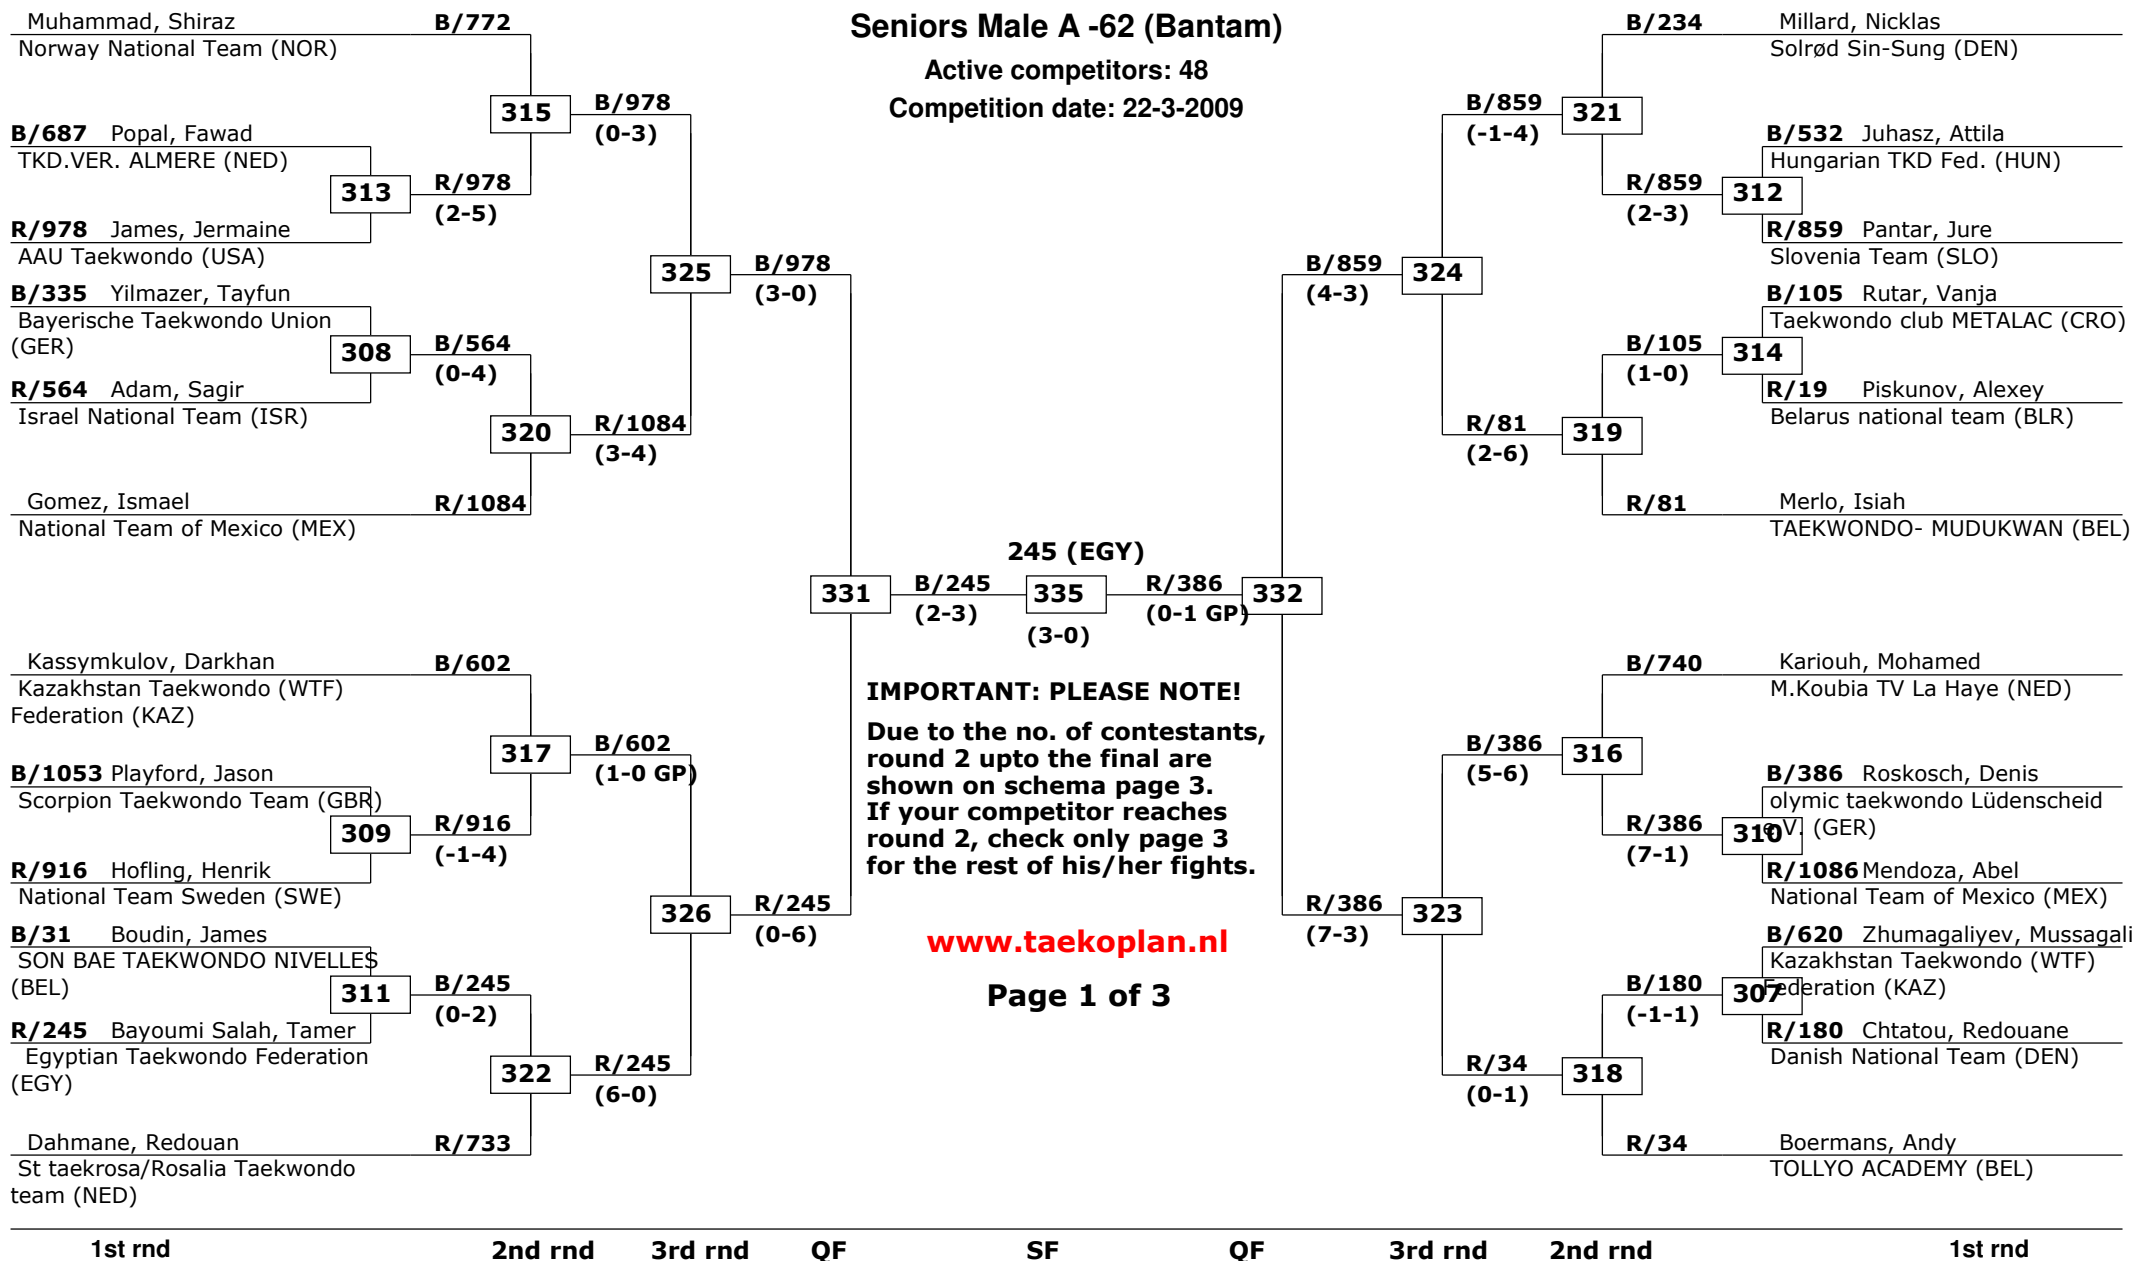 Seniors Male A -62 (Bantam)
Active competitors: 48
Competition date: 22-3-2009
Muhammad, Shiraz
B/772
Norway National Team (NOR)
315
B/978
(0-3)
B/687 Popal, Fawad
TKD.VER. ALMERE (NED)
313
R/978
(2-5)
R/978 James, Jermaine
AAU Taekwondo (USA)
325
B/978
(3-0)
B/335 Yilmazer, Tayfun
Bayerische Taekwondo Union
(GER)
308
B/564
(0-4)
R/564 Adam, Sagir
Israel National Team (ISR)
320
R/1084
(3-4)
Gomez, Ismael
R/1084
National Team of Mexico (MEX)
331
B/245
(2-3)
245 (EGY)
335
(3-0)
R/386
(0-1 GP)
332
Kassymkulov, Darkhan
B/602
Kazakhstan Taekwondo (WTF)
Federation (KAZ)
317
B/602
(1-0 GP)
B/1053 Playford, Jason
Scorpion Taekwondo Team (GBR)
309
R/916
(-1-4)
R/916 Hofling, Henrik
National Team Sweden (SWE)
326
R/245
(0-6)
B/31 Boudin, James
SON BAE TAEKWONDO NIVELLES
(BEL)
311
B/245
(0-2)
R/245 Bayoumi Salah, Tamer
Egyptian Taekwondo Federation
(EGY)
322
R/245
(6-0)
Dahmane, Redouan
R/733
St taekrosa/Rosalia Taekwondo
team (NED)
IMPORTANT: PLEASE NOTE!
Due to the no. of contestants,
round 2 upto the final are
shown on schema page 3.
If your competitor reaches
round 2, check only page 3
for the rest of his/her fights.
www.taekoplan.nl
Page 1 of 3
B/234
Millard, Nicklas
Solrød Sin-Sung (DEN)
B/859
(-1-4)
321
B/532 Juhasz, Attila
Hungarian TKD Fed. (HUN)
R/859
(2-3)
312
R/859 Pantar, Jure
Slovenia Team (SLO)
B/859
(4-3)
324
B/105 Rutar, Vanja
Taekwondo club METALAC (CRO)
B/105
(1-0)
314
R/19 Piskunov, Alexey
Belarus national team (BLR)
R/81
(2-6)
319
R/81
Merlo, Isiah
TAEKWONDO- MUDUKWAN (BEL)
B/740
Kariouh, Mohamed
M.Koubia TV La Haye (NED)
B/386
(5-6)
316
B/386 Roskosch, Denis
olymic taekwondo Lüdenscheid
e.V. (GER)
R/386
(7-1)
310
R/1086 Mendoza, Abel
National Team of Mexico (MEX)
R/386
(7-3)
323
B/620 Zhumagaliyev, Mussagali
Kazakhstan Taekwondo (WTF)
Federation (KAZ)
B/180
(-1-1)
307
R/180 Chtatou, Redouane
Danish National Team (DEN)
R/34
(0-1)
318
R/34
Boermans, Andy
TOLLYO ACADEMY (BEL)
1st rnd 2nd rnd 3rd rnd QF SF QF 3rd rnd 2nd rnd 1st rnd